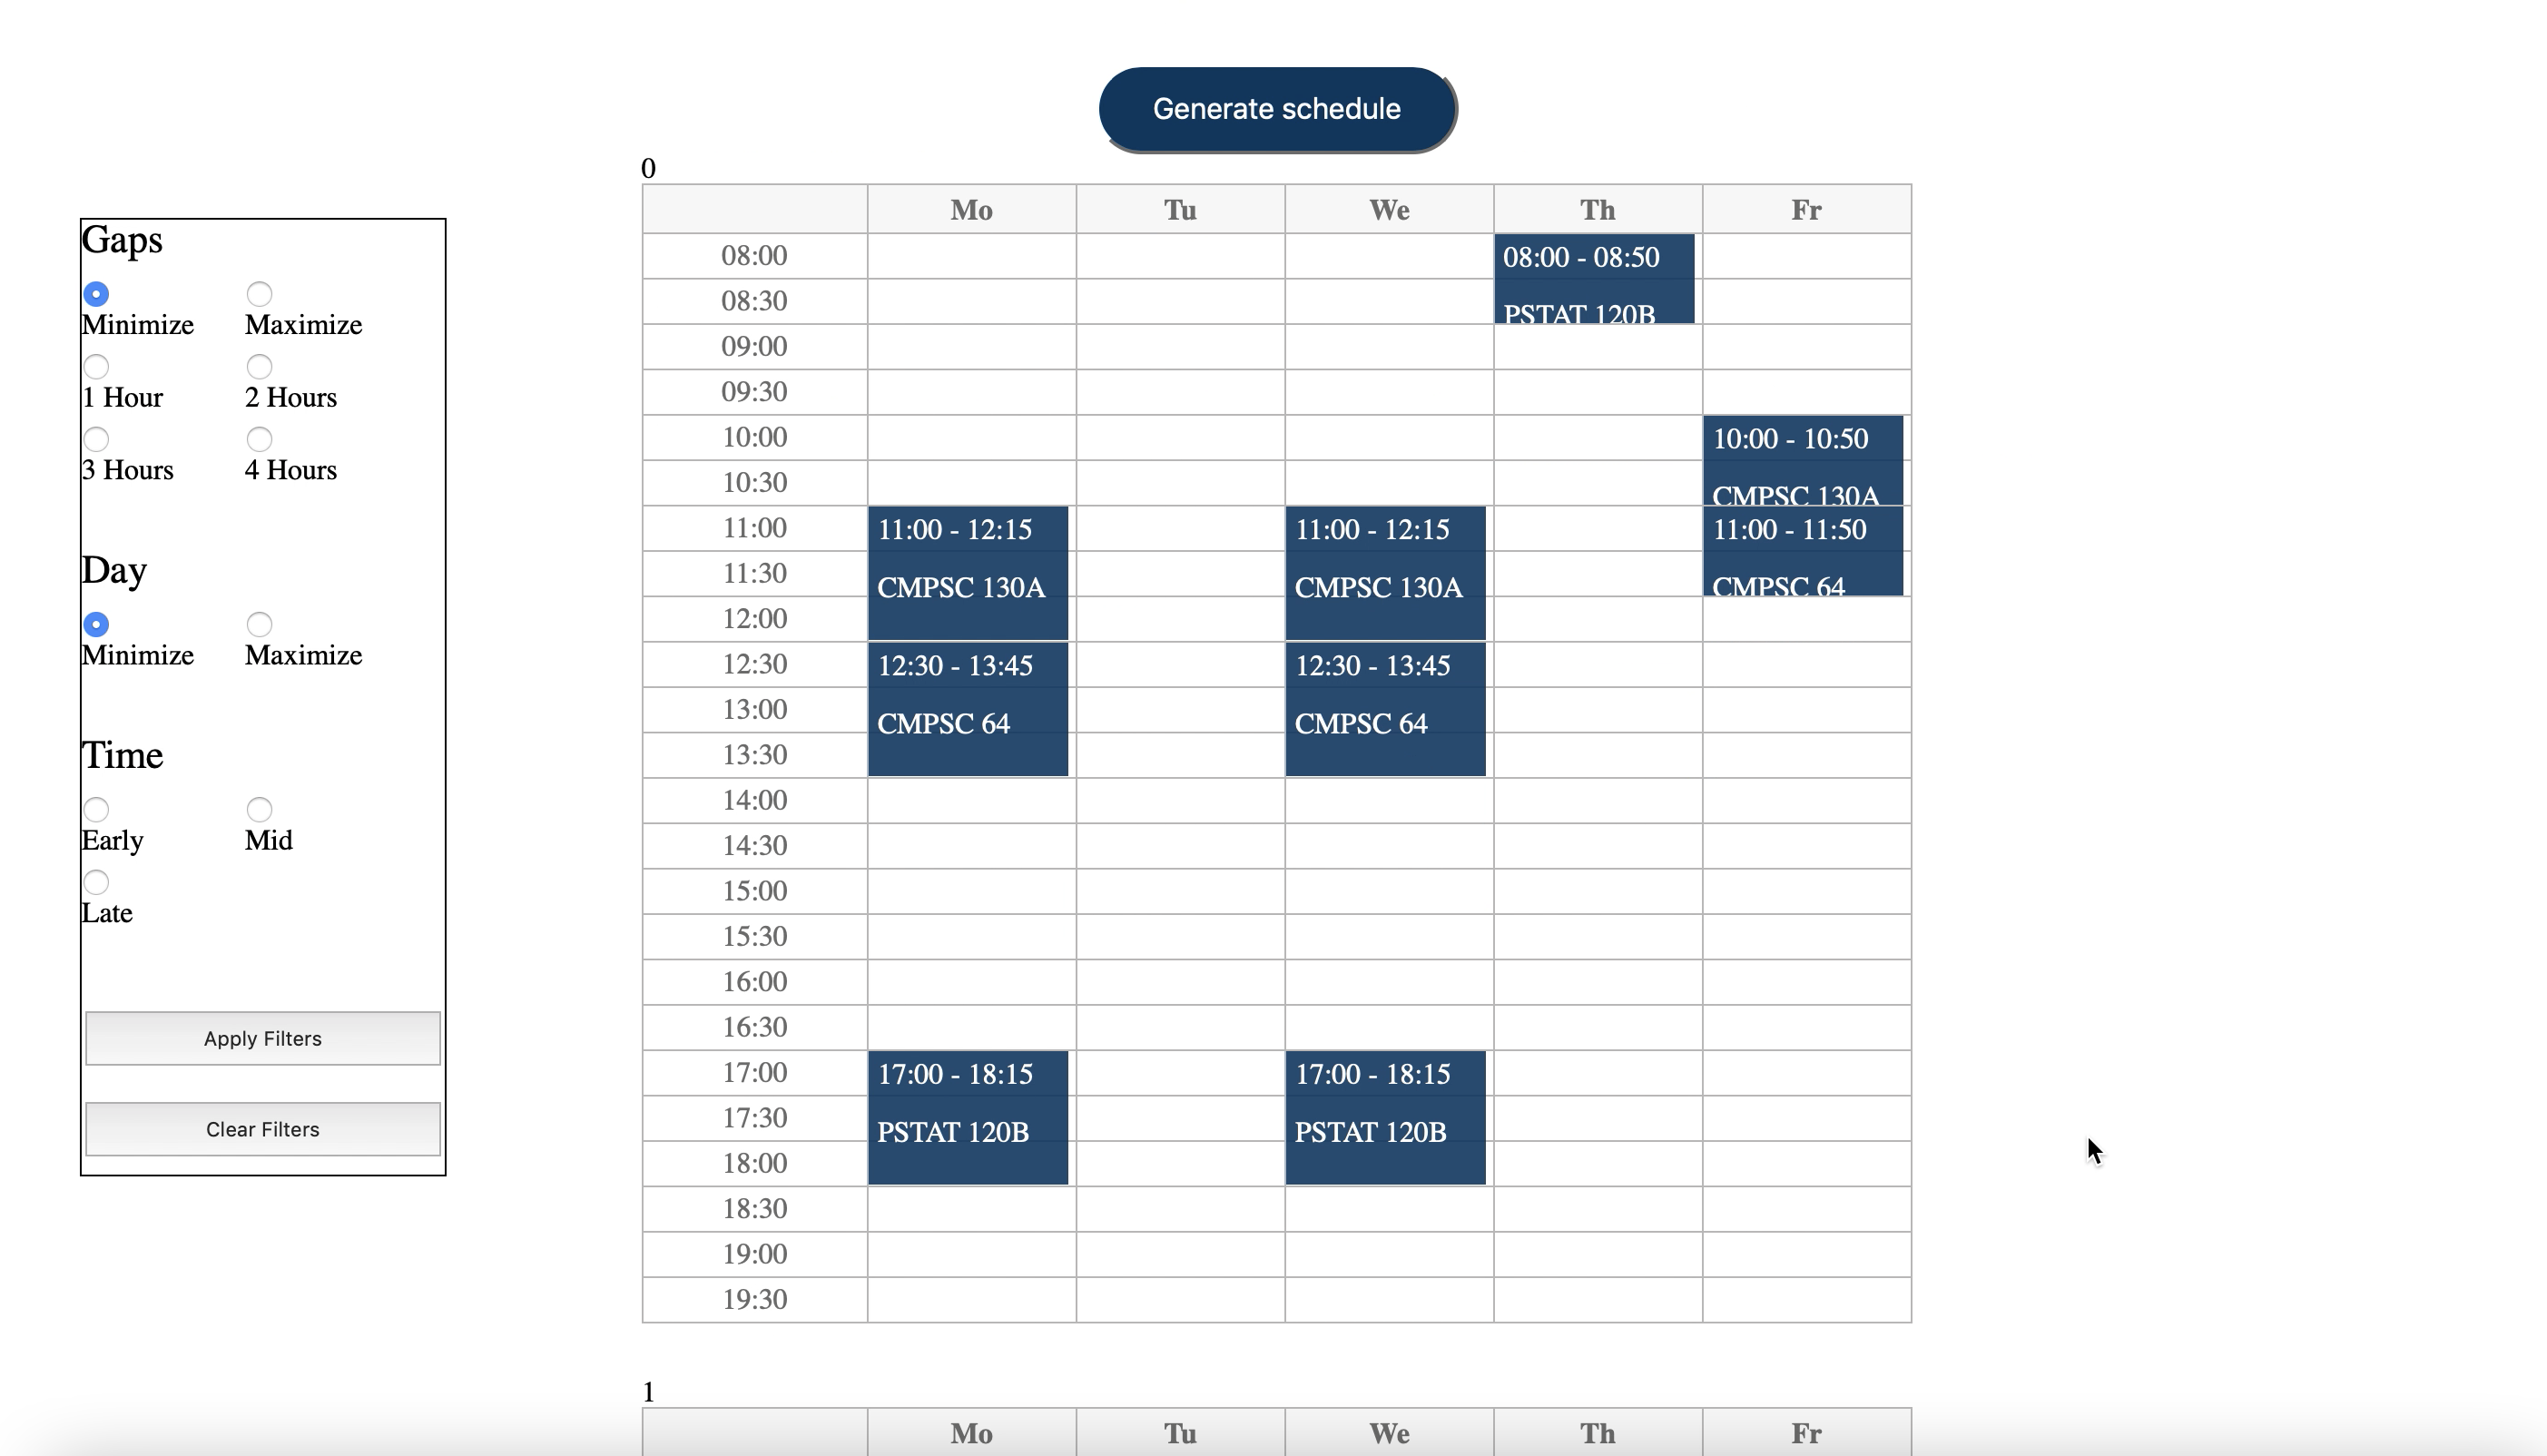 Generate schedule
0
Gaps
Minimize Maximize
1 Hour 2 Hours
3 Hours 4 Hours
Day
Minimize Maximize
Time
Early Mid
Late
Apply Filters
Clear Filters
Mo Tu We Th Fr
08:00 08:00 - 08:50
08:30 PSTAT 120B
09:00
09:30
10:00 10:00 - 10:50
10:30 CMPSC 130A
11:00 11:00 - 12:15 11:00 - 12:15 11:00 - 11:50
11:30 CMPSC 130A CMPSC 130A CMPSC 64
12:00
12:30 12:30 - 13:45 12:30 - 13:45
13:00 CMPSC 64 CMPSC 64
13:30
14:00
14:30
15:00
15:30
16:00
16:30
17:00 17:00 - 18:15 17:00 - 18:15
17:30 PSTAT 120B PSTAT 120B
18:00
18:30
19:00
19:30
1
Mo Tu We Th Fr